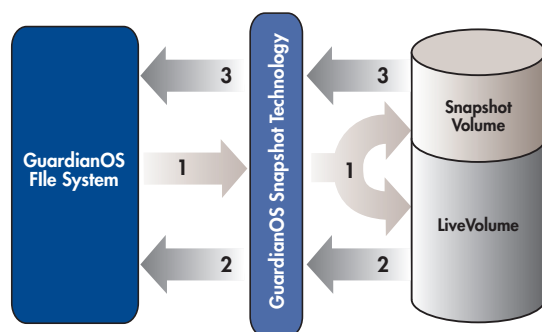 GuardianOS
FIle System
3
1
2
GuardianOS Snapshot Technology
3
1
2
Snapshot
Volume
LiveVolume